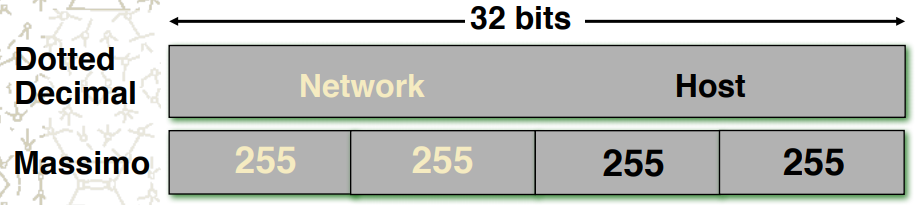 32 bits
Dotted
Decimal
Network Host
Massimo 255 255 255 255